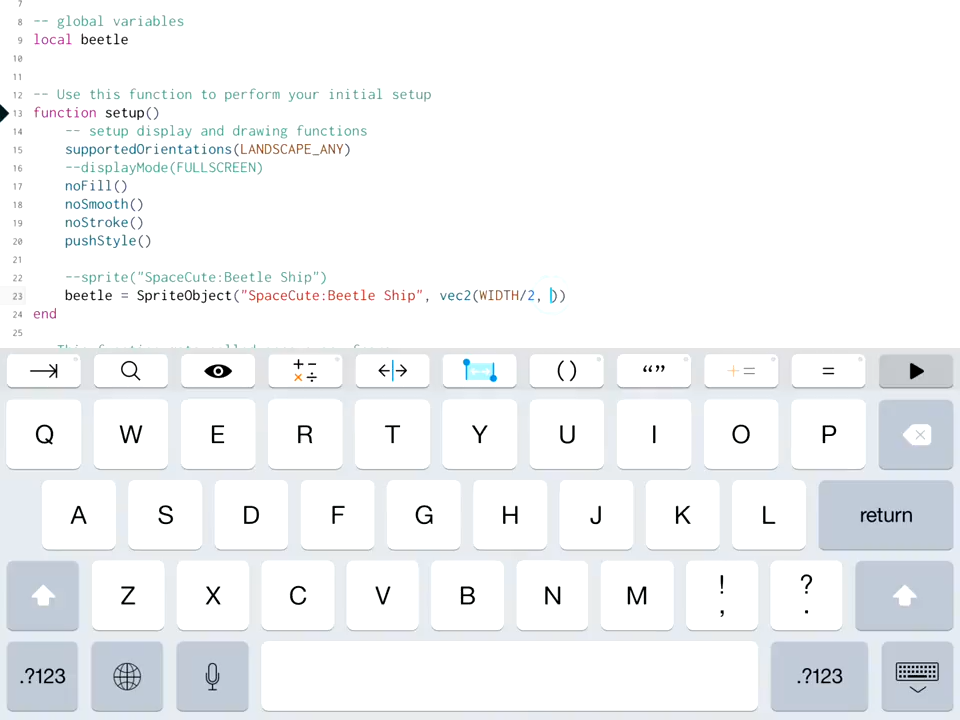 7
8 -- global variables
9 local beetle
10
11
12 -- Use this function to perform your initial setup
13 function setup()
14 -- setup display and drawing functions
15 supportedOrientations(LANDSCAPE_ANY)
16 --displayMode(FULLSCREEN)
17 noFill()
18 noSmooth()
19 noStroke()
20 pushStyle()
21
22 --sprite("SpaceCute:Beetle Ship")
23 beetle = SpriteObject("SpaceCute:Beetle Ship", vec2(WIDTH/2, ))
24 end
25
+ - × ÷ () “” += =
Q W E R T Y U I O P
A S D F G H J K L return
Z X C V B N M ! , ? .
.?123 .?123